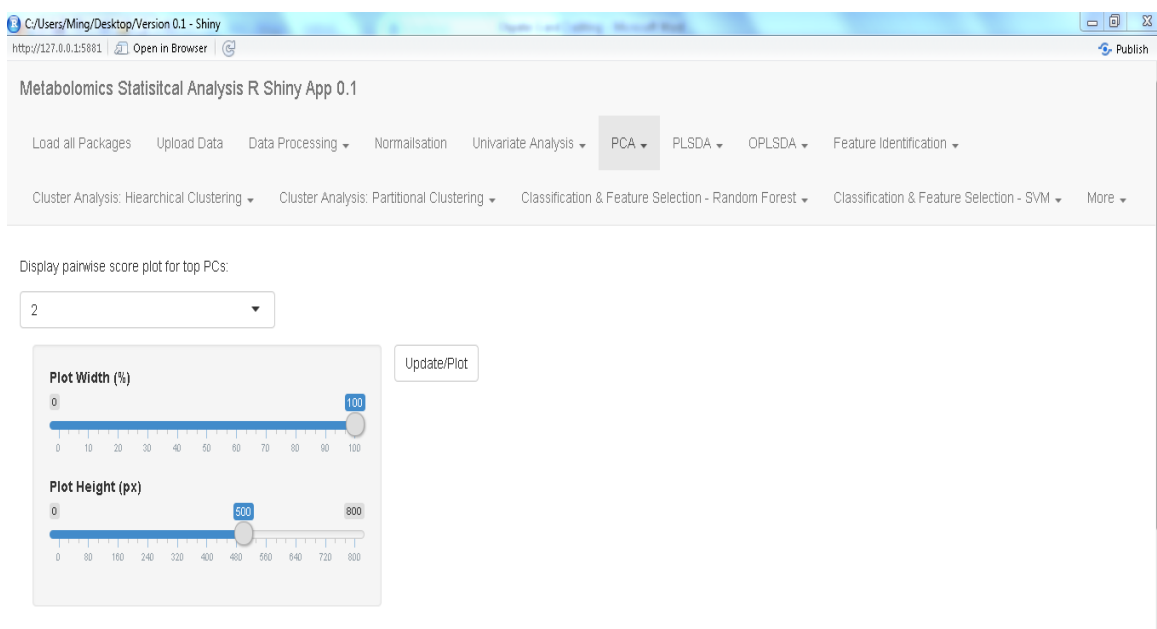 C:/Users/Ming/Desktop/Version 0.1 - Shiny
http://127.0.0.1:5881 Open in Browser Publish
Metabolomics Statisitcal Analysis R Shiny App 0.1
Load all Packages Upload Data Data Processing Normailsation Univariate Analysis PCA PLSDA OPLSDA Feature Identification
Cluster Analysis: Hiearchical Clustering Cluster Analysis: Partitional Clustering Classification & Feature Selection - Random Forest Classification & Feature Selection - SVM More
Display pairwise score plot for top PCs:
2
Update/Plot
Plot Width (%)
0 100
0 10 20 30 40 50 60 70 80 90 100
Plot Height (px)
0 500 800
0 80 160 240 320 400 480 560 640 720 800